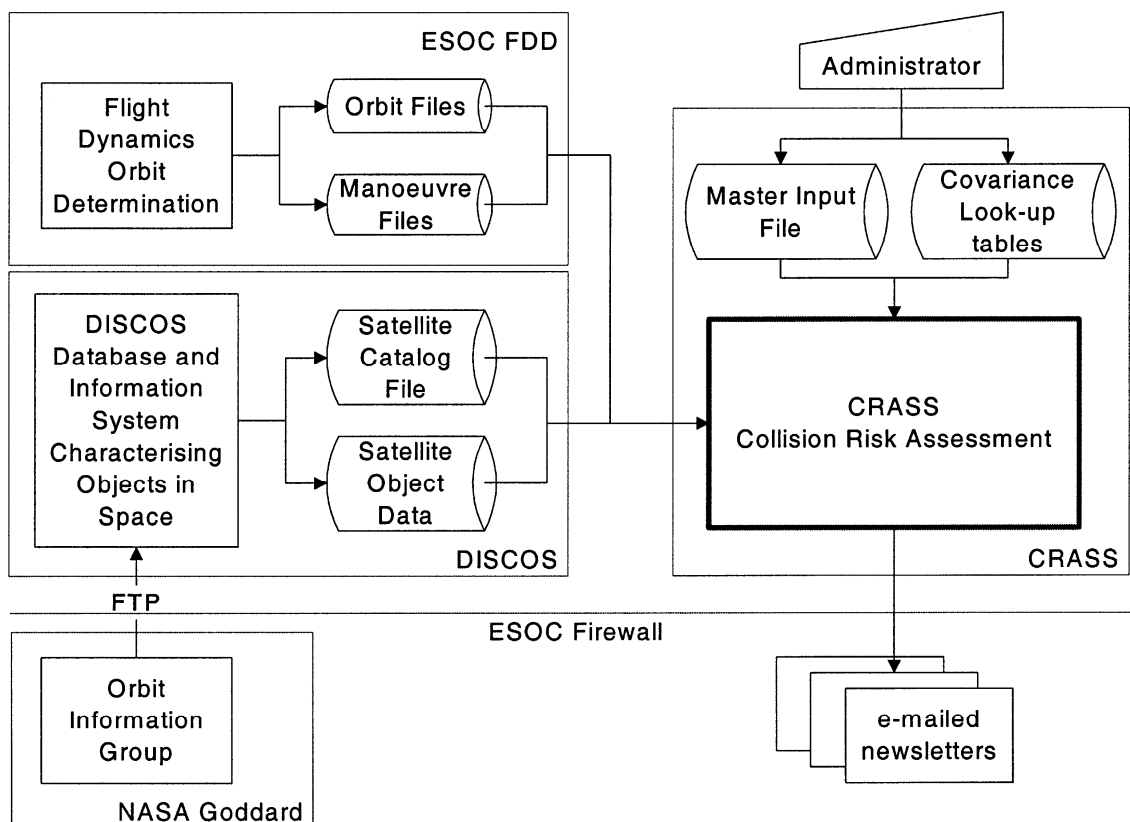 ESOC FDD
Flight
Dynamics
Orbit
Determination
Orbit Files
Manoeuvre
Files
Administrator
Master Input
File
Covariance
Look-up
tables
DISCOS
Database and
Information
System
Characterising
Objects in
Space
Satellite
Catalog
File
Satellite
Object
Data
DISCOS
CRASS
Collision Risk Assessment
CRASS
FTP
ESOC Firewall
Orbit
Information
Group
NASA Goddard
e-mailed
newsletters